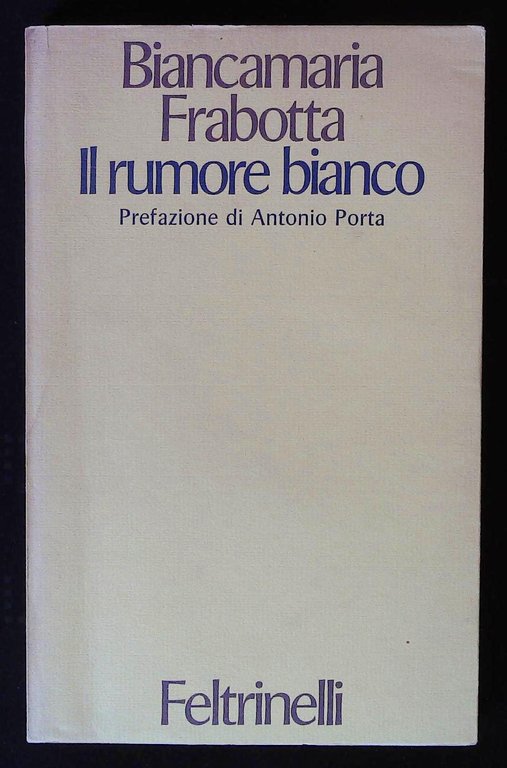 Biancamaria
Frabotta
Il rumore bianco
Prefazione di Antonio Porta
Feltrinelli